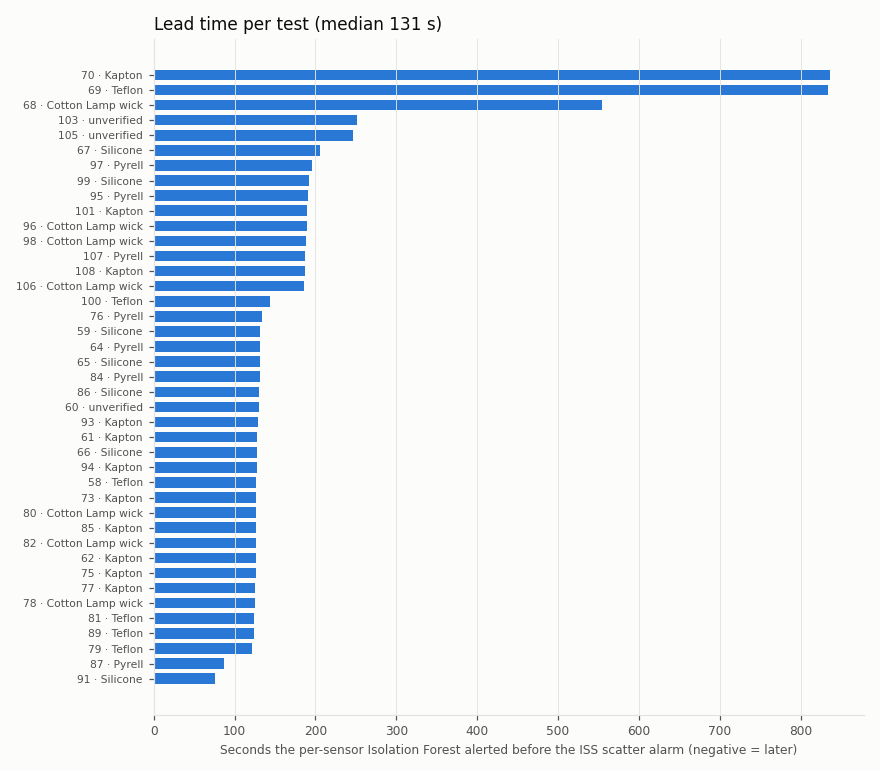 Lead time per test (median 131 s)
70 · Kapton
69 · Teflon
68 · Cotton Lamp wick
103 · unverified
105 · unverified
67 · Silicone
97 · Pyrell
99 · Silicone
95 · Pyrell
101 · Kapton
96 · Cotton Lamp wick
98 · Cotton Lamp wick
107 · Pyrell
108 · Kapton
106 · Cotton Lamp wick
100 · Teflon
76 · Pyrell
59 · Silicone
64 · Pyrell
65 · Silicone
84 · Pyrell
86 · Silicone
60 · unverified
93 · Kapton
61 · Kapton
66 · Silicone
94 · Kapton
58 · Teflon
73 · Kapton
80 · Cotton Lamp wick
85 · Kapton
82 · Cotton Lamp wick
62 · Kapton
75 · Kapton
77 · Kapton
78 · Cotton Lamp wick
81 · Teflon
89 · Teflon
79 · Teflon
87 · Pyrell
91 · Silicone
0 100 200 300 400 500 600 700 800
Seconds the per-sensor Isolation Forest alerted before the ISS scatter alarm (negative = later)